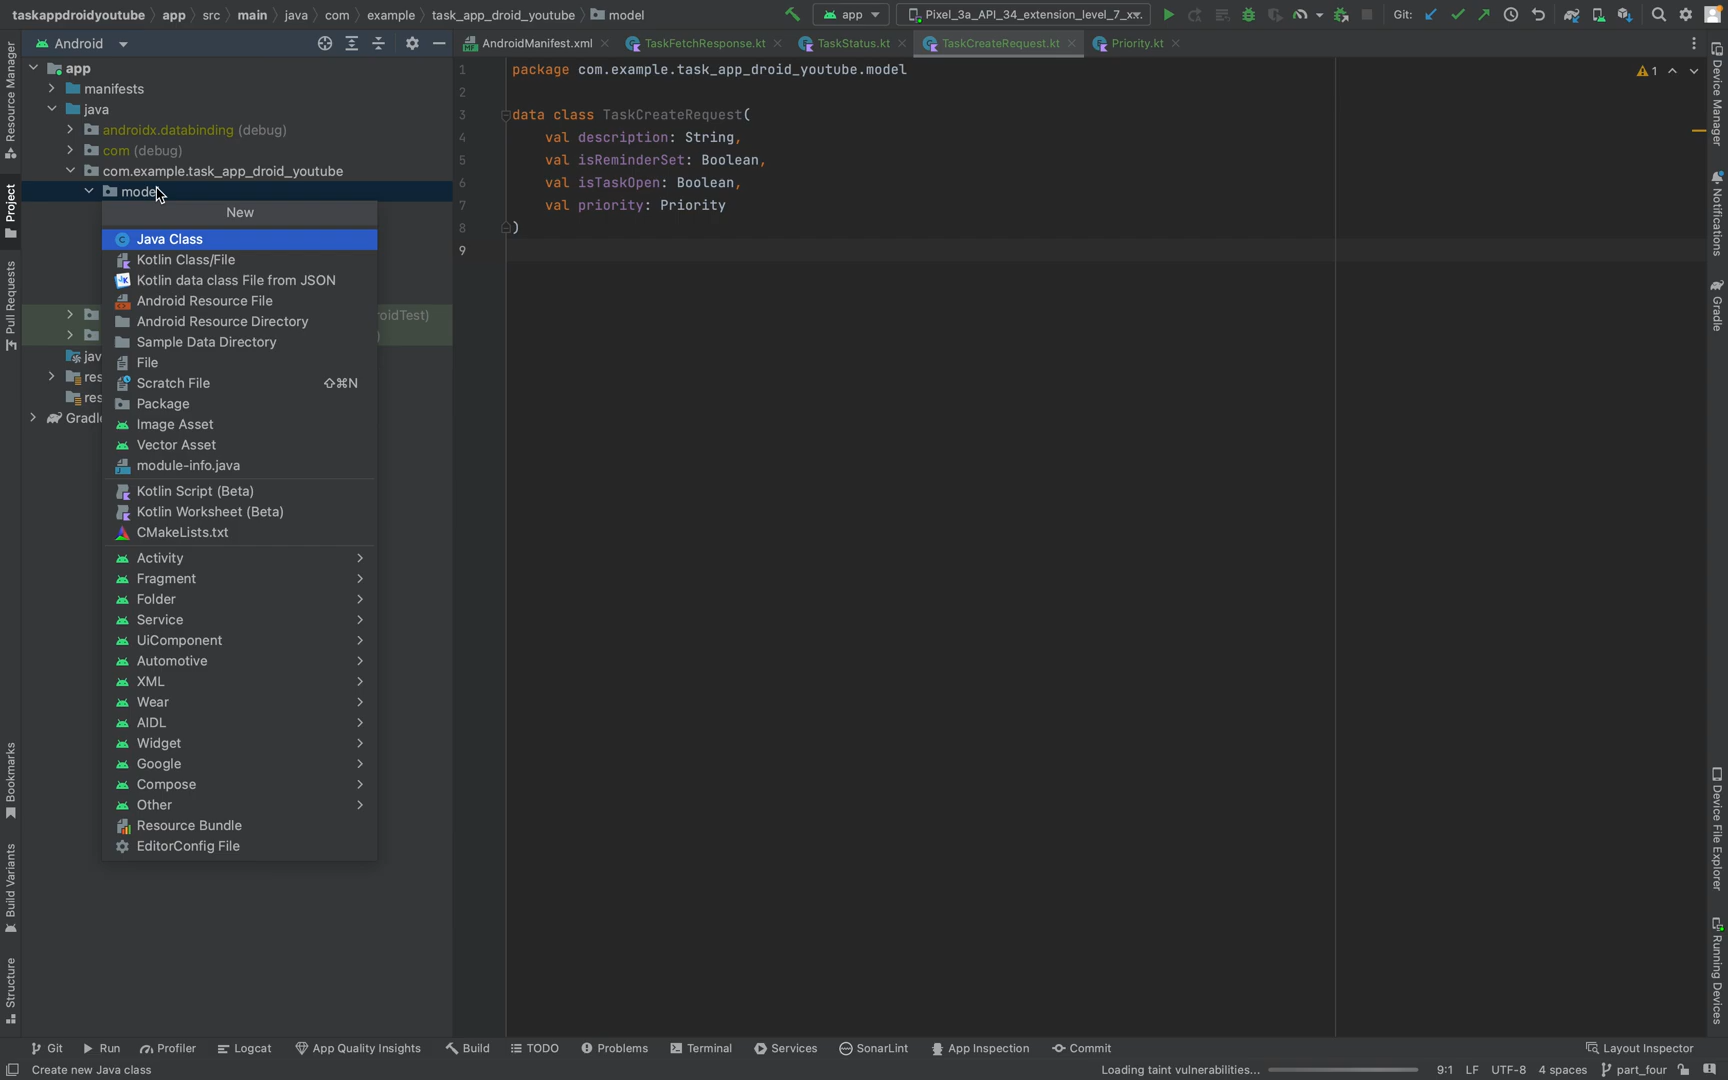 taskappdroidyoutube app src main java com example task_app_droid_youtube model app Pixel_3a_API_34_extension_level_7_x Git:
Android AndroidManifest.xml TaskFetchResponse.kt TaskStatus.kt TaskCreateRequest.kt Priority.kt
app
manifests
java
androidx.databinding (debug)
com (debug)
com.example.task_app_droid_youtube
mode
New
Java Class
Kotlin Class/File
Kotlin data class File from JSON
Android Resource File
Android Resource Directory
Sample Data Directory
File
Scratch File ⇧⌘N
Package
Image Asset
Vector Asset
module-info.java
Kotlin Script (Beta)
Kotlin Worksheet (Beta)
CMakeLists.txt
Activity
Fragment
Folder
Service
UiComponent
Automotive
XML
Wear
AIDL
Widget
Google
Compose
Other
Resource Bundle
EditorConfig File
roidTest)
)
jav
res
res
Gradle
1 package com.example.task_app_droid_youtube.model
2
3 data class TaskCreateRequest(
4 val description: String,
5 val isReminderSet: Boolean,
6 val isTaskOpen: Boolean,
7 val priority: Priority
8 )
9
1
Resource Manager
Project
Pull Requests
Bookmarks
Build Variants
Structure
Device Manager
Notifications
Gradle
Device File Explorer
Running Devices
Git Run Profiler Logcat App Quality Insights Build TODO Problems Terminal Services SonarLint App Inspection Commit Layout Inspector
Create new Java class Loading taint vulnerabilities... 9:1 LF UTF-8 4 spaces part_four